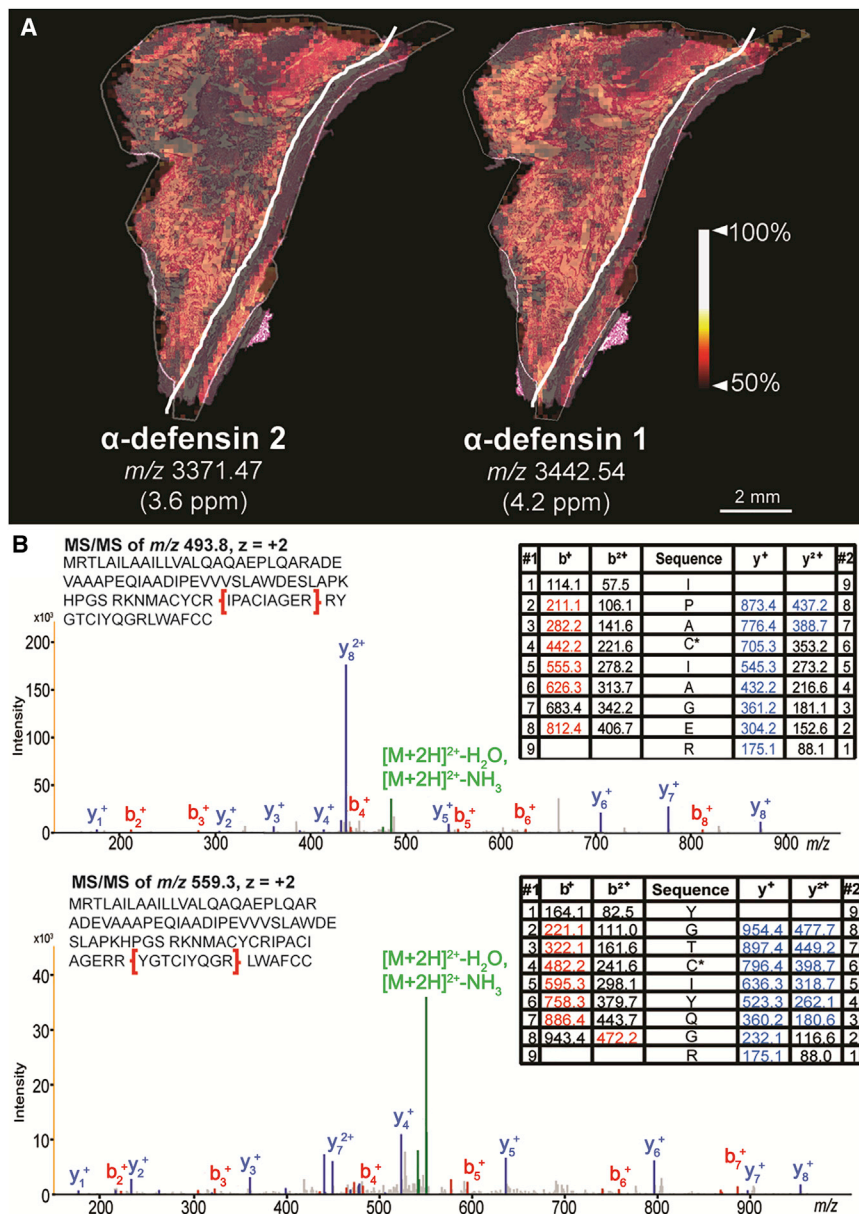 A
100%
50%
α-defensin 2
m/z 3371.47
(3.6 ppm)
α-defensin 1
m/z 3442.54
(4.2 ppm)
2 mm
B
MS/MS of m/z 493.8, z = +2
MRTLAILAAILLVALQAQAEPLQARADE
VAAAPEQIAADIPEVVVSLAWDESLAPK
HPGS RKNMACYCR {IPACIAGER} RY
GTCIYQGRLWAFCC
#1 b⁺ b²⁺ Sequence y⁺ y²⁺ #2
1 114.1 57.5 I 9
2 211.1 106.1 P 873.4 437.2 8
3 282.2 141.6 A 776.4 388.7 7
4 442.2 221.6 C* 705.3 353.2 6
5 555.3 278.2 I 545.3 273.2 5
6 626.3 313.7 A 432.2 216.6 4
7 683.4 342.2 G 361.2 181.1 3
8 812.4 406.7 E 304.2 152.6 2
9 R 175.1 88.1 1
x10³
200
150
100
50
0
Intensity
y₈²⁺
[M+2H]²⁺-H₂O,
[M+2H]²⁺-NH₃
y₁⁺ b₂⁺ b₃⁺ y₂⁺ y₃⁺ y₄⁺ b₄⁺ y₅⁺ b₅⁺ b₆⁺ y₆⁺ y₇⁺ b₈⁺ y₈⁺
200 300 400 500 600 700 800 900 m/z
MS/MS of m/z 559.3, z = +2
MRTLAILAAILLVALQAQAEPLQAR
ADEVAAAPEQIAADIPEVVVSLAWDE
SLAPKHPGS RKNMACYCRIPACI
AGERR {YGTCIYQGR} LWAFCC
#1 b⁺ b²⁺ Sequence y⁺ y²⁺ #2
1 164.1 82.5 Y 9
2 221.1 111.0 G 954.4 477.7 8
3 322.1 161.6 T 897.4 449.2 7
4 482.2 241.6 C* 796.4 398.7 6
5 595.3 298.1 I 636.3 318.7 5
6 758.3 379.7 Y 523.3 262.1 4
7 886.4 443.7 Q 360.2 180.6 3
8 943.4 472.2 G 232.1 116.6 2
9 R 175.1 88.0 1
x10³
40
30
20
10
0
Intensity
[M+2H]²⁺-H₂O,
[M+2H]²⁺-NH₃
y₁⁺ b₂⁺ y₂⁺ b₃⁺ y₃⁺ y₇²⁺ b₄⁺ y₄⁺ b₅⁺ y₅⁺ b₆⁺ y₆⁺ b₇⁺ y₇⁺ y₈⁺
200 300 400 500 600 700 800 900 m/z